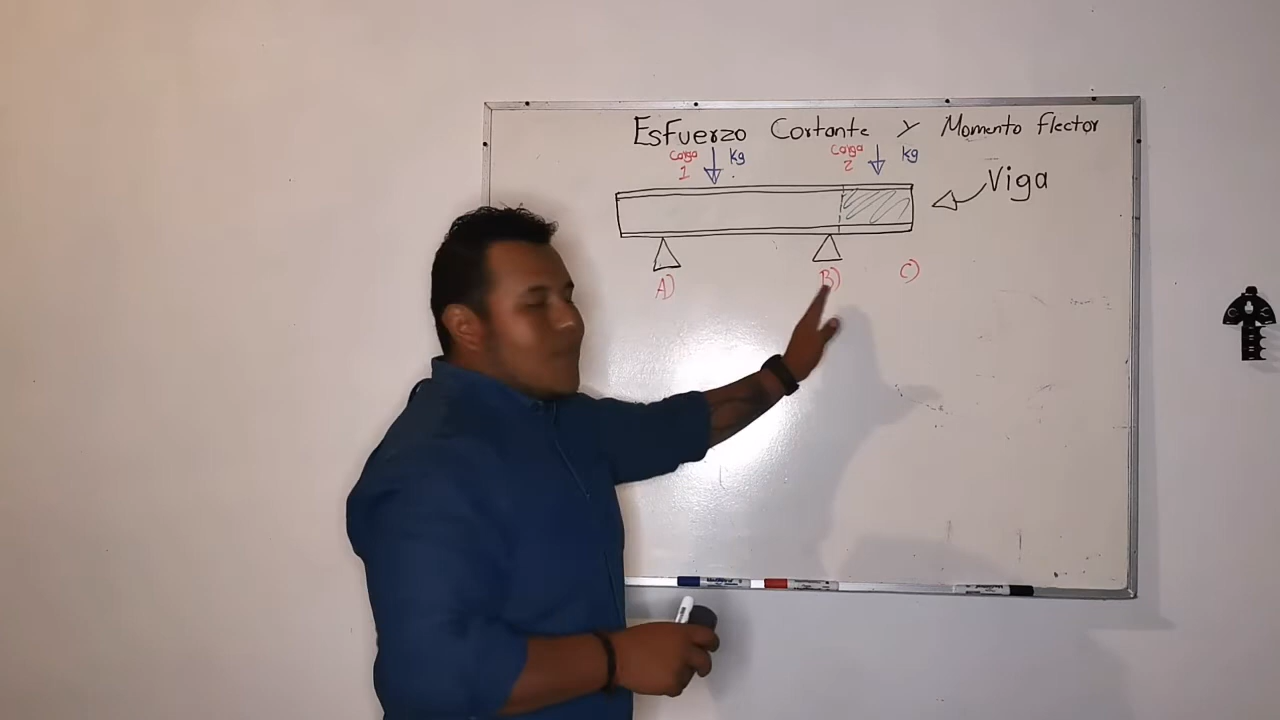 Esfuerzo Cortante y Momento flector
Carga 1 kg
Carga 2 kg
Viga
A)
B)
C)